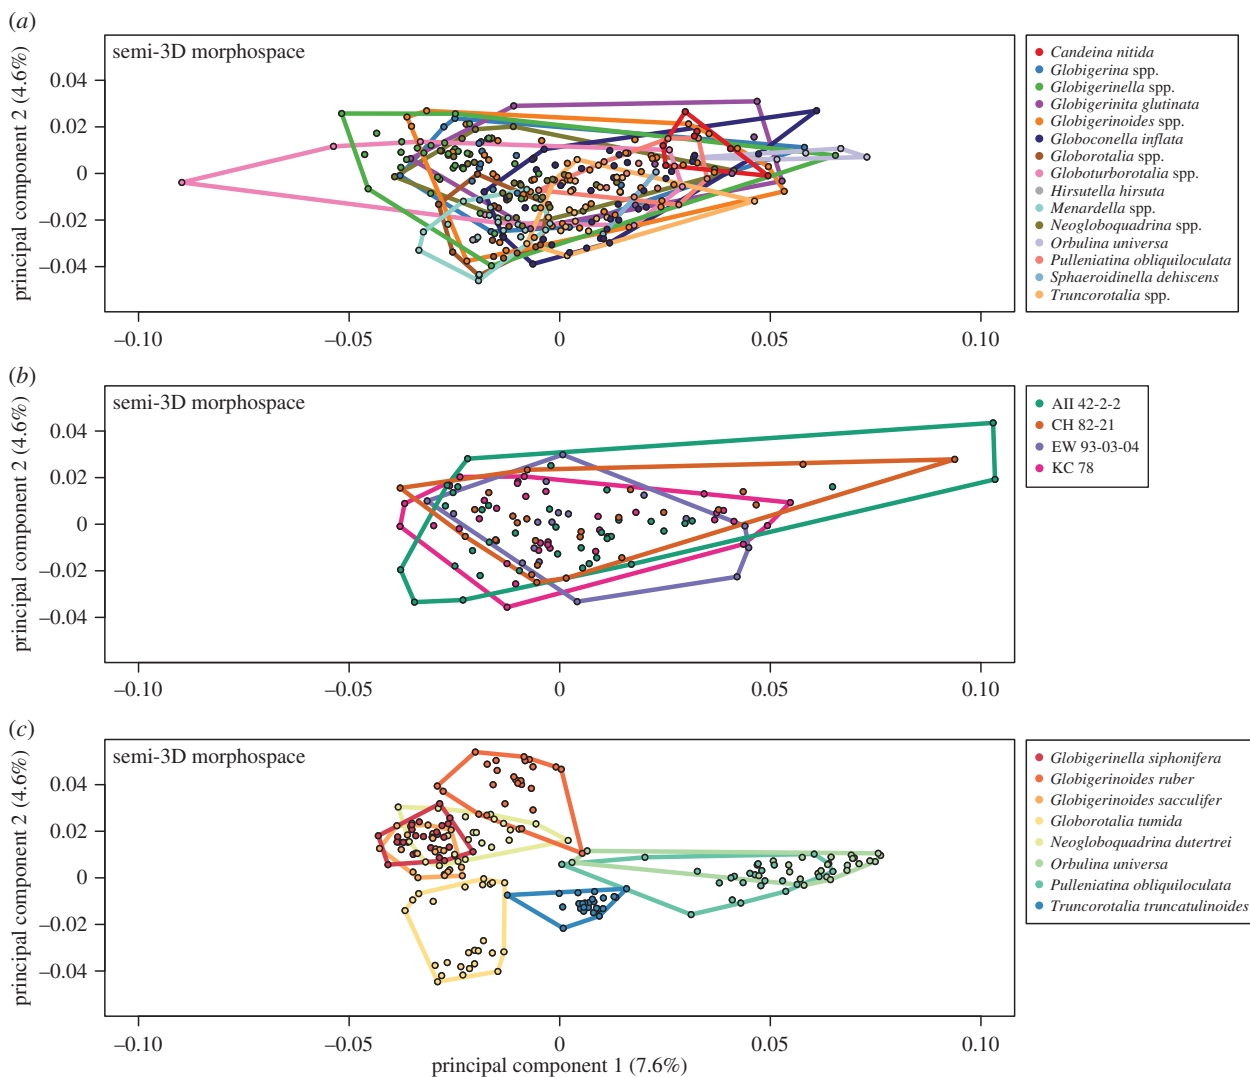 (a)
semi-3D morphospace
principal component 2 (4.6%)
0.04
0.02
0
–0.02
–0.04
–0.10
–0.05
0
0.05
0.10
Candeina nitida
Globigerina spp.
Globigerinella spp.
Globigerinita glutinata
Globigerinoides spp.
Globoconella inflata
Globorotalia spp.
Globoturborotalia spp.
Hirsutella hirsuta
Menardella spp.
Neogloboquadrina spp.
Orbulina universa
Pulleniatina obliquiloculata
Sphaeroidinella dehiscens
Truncorotalia spp.
(b)
semi-3D morphospace
principal component 2 (4.6%)
0.04
0.02
0
–0.02
–0.04
–0.10
–0.05
0
0.05
0.10
AII 42-2-2
CH 82-21
EW 93-03-04
KC 78
(c)
semi-3D morphospace
principal component 2 (4.6%)
0.04
0.02
0
–0.02
–0.04
–0.10
–0.05
0
0.05
0.10
principal component 1 (7.6%)
Globigerinella siphonifera
Globigerinoides ruber
Globigerinoides sacculifer
Globorotalia tumida
Neogloboquadrina dutertrei
Orbulina universa
Pulleniatina obliquiloculata
Truncorotalia truncatulinoides